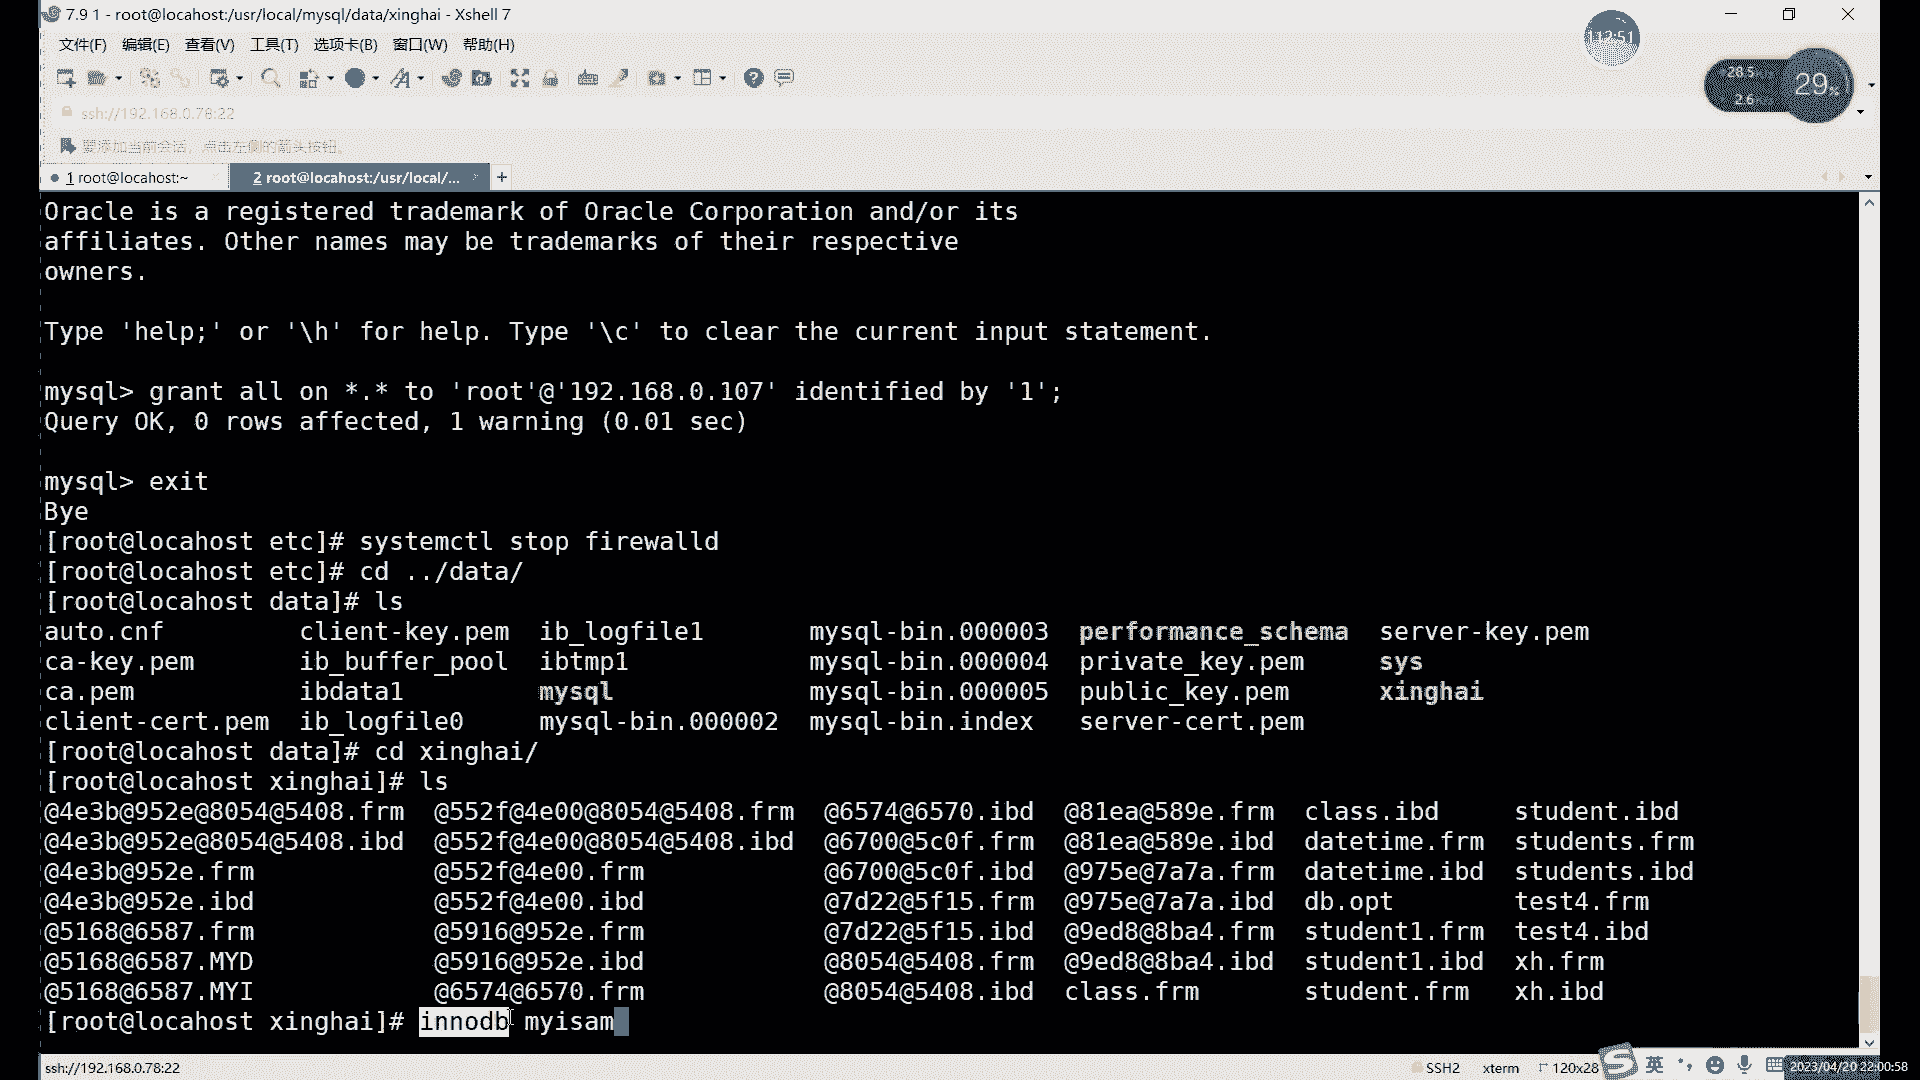 7.9 1 - root@locahost:/usr/local/mysql/data/xinghai - Xshell 7
文件(F) 编辑(E) 查看(V) 工具(T) 选项卡(B) 窗口(W) 帮助(H)
ssh://192.168.0.78:22
要添加当前会话，点击左侧的箭头按钮。
1 root@locahost:~ 2 root@locahost:/usr/local/... +
28.5
2.6
29%
Oracle is a registered trademark of Oracle Corporation and/or its
affiliates. Other names may be trademarks of their respective
owners.
Type 'help;' or '\h' for help. Type '\c' to clear the current input statement.
mysql> grant all on *.* to 'root'@'192.168.0.107' identified by '1';
Query OK, 0 rows affected, 1 warning (0.01 sec)
mysql> exit
Bye
[root@locahost etc]# systemctl stop firewalld
[root@locahost etc]# cd ../data/
[root@locahost data]# ls
auto.cnf client-key.pem ib_logfile1 mysql-bin.000003 performance_schema server-key.pem
ca-key.pem ib_buffer_pool ibtmp1 mysql-bin.000004 private_key.pem sys
ca.pem ibdata1 mysql mysql-bin.000005 public_key.pem xinghai
client-cert.pem ib_logfile0 mysql-bin.000002 mysql-bin.index server-cert.pem
[root@locahost data]# cd xinghai/
[root@locahost xinghai]# ls
@4e3b@952e@8054@5408.frm @552f@4e00@8054@5408.frm @6574@6570.ibd @81ea@589e.frm class.ibd student.ibd
@4e3b@952e@8054@5408.ibd @552f@4e00@8054@5408.ibd @6700@5c0f.frm @81ea@589e.ibd datetime.frm students.frm
@4e3b@952e.frm @552f@4e00.frm @6700@5c0f.ibd @975e@7a7a.frm datetime.ibd students.ibd
@4e3b@952e.ibd @552f@4e00.ibd @7d22@5f15.frm @975e@7a7a.ibd db.opt test4.frm
@5168@6587.frm @5916@952e.frm @7d22@5f15.ibd @9ed8@8ba4.frm student1.frm test4.ibd
@5168@6587.MYD @5916@952e.ibd @8054@5408.frm @9ed8@8ba4.ibd student1.ibd xh.frm
@5168@6587.MYI @6574@6570.frm @8054@5408.ibd class.frm student.frm xh.ibd
[root@locahost xinghai]# innodb myisam
ssh://192.168.0.78:22 SSH2 xterm 120x28 英 2023/04/20 22:00:58